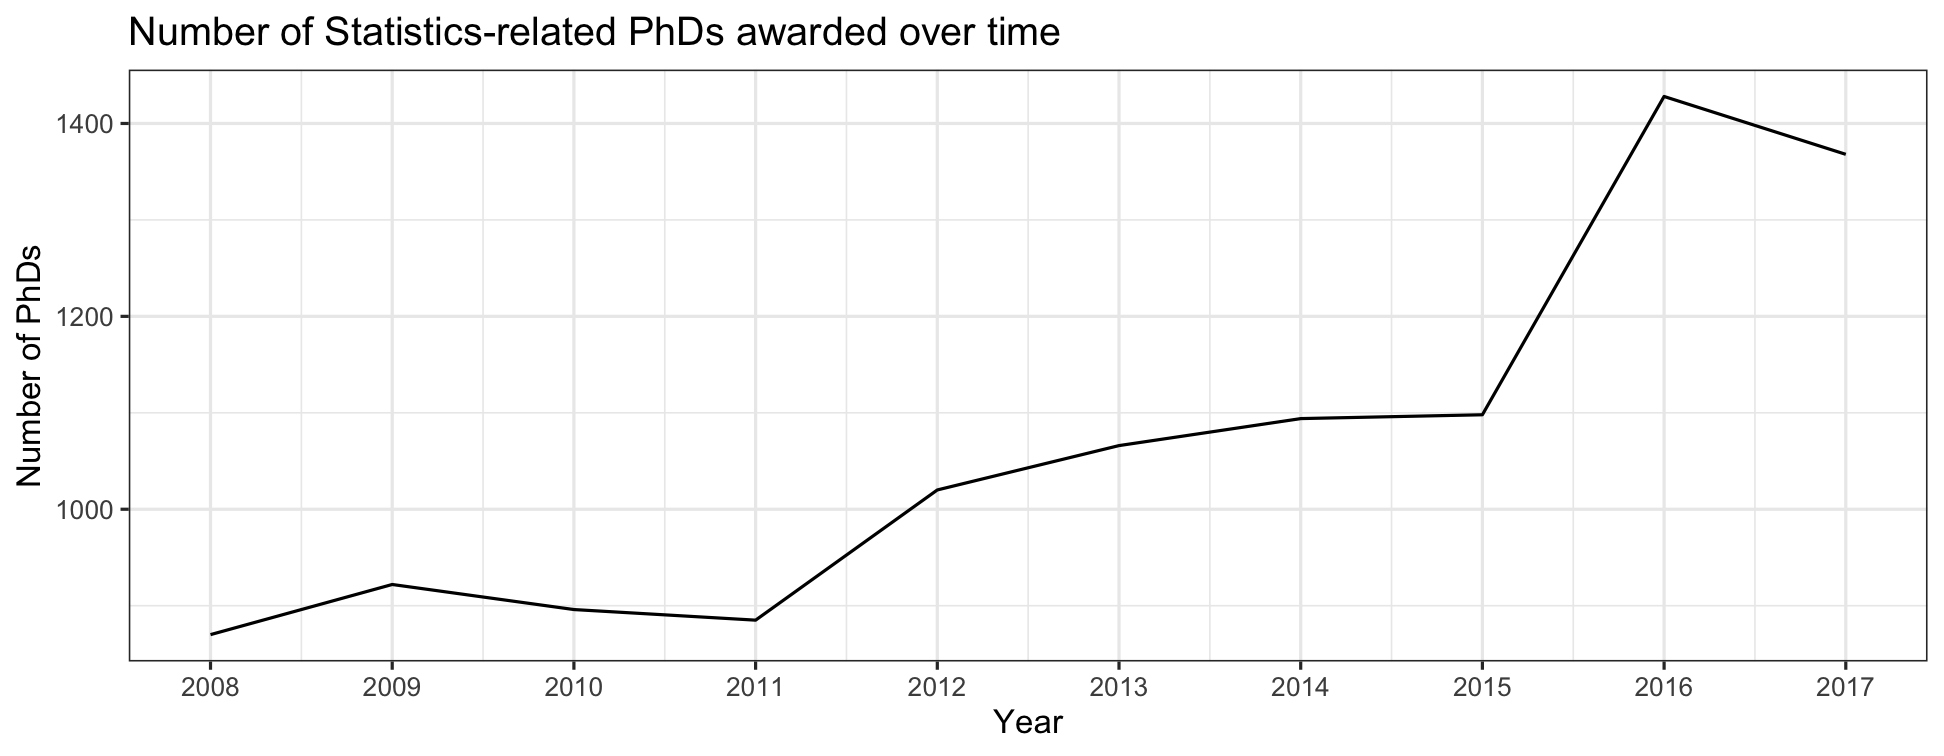 Number of Statistics-related PhDs awarded over time
Number of PhDs
1400
1200
1000
2008 2009 2010 2011 2012 2013 2014 2015 2016 2017
Year